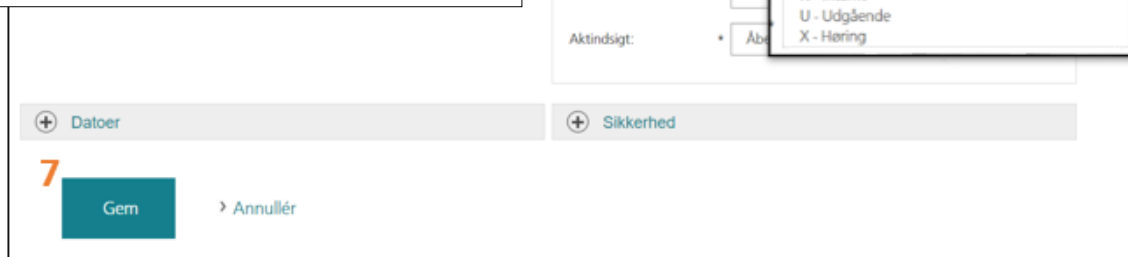 U - Udgående
X - Høring
Aktindsigt: *
Datoer
Sikkerhed
7
Gem
Annullér